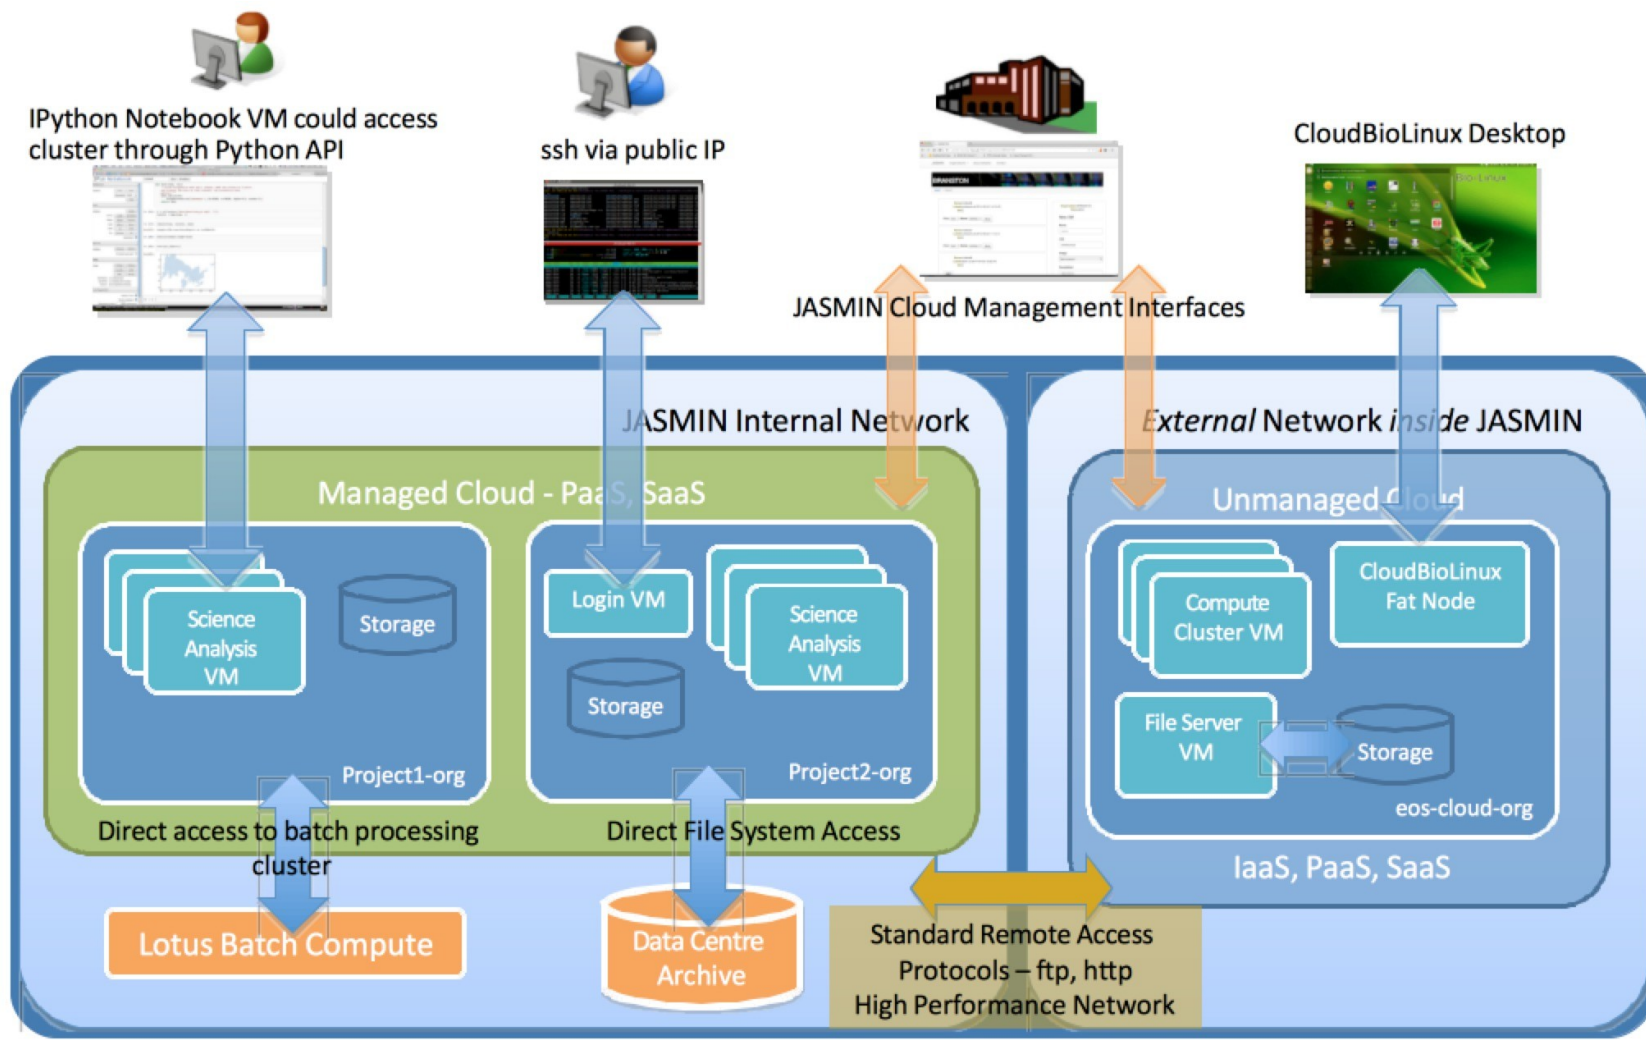 IPython Notebook VM could access
cluster through Python API
ssh via public IP
CloudBioLinux Desktop
JASMIN Cloud Management Interfaces
JASMIN Internal Network
External Network inside JASMIN
Managed Cloud - PaaS, SaaS
Science
Analysis
VM
Storage
Project1-org
Login VM
Science
Analysis
VM
Storage
Project2-org
Unmanaged Cloud
Compute
Cluster VM
CloudBioLinux
Fat Node
File Server
VM
Storage
eos-cloud-org
IaaS, PaaS, SaaS
Direct access to batch processing
cluster
Direct File System Access
Lotus Batch Compute
Data Centre
Archive
Standard Remote Access
Protocols – ftp, http
High Performance Network